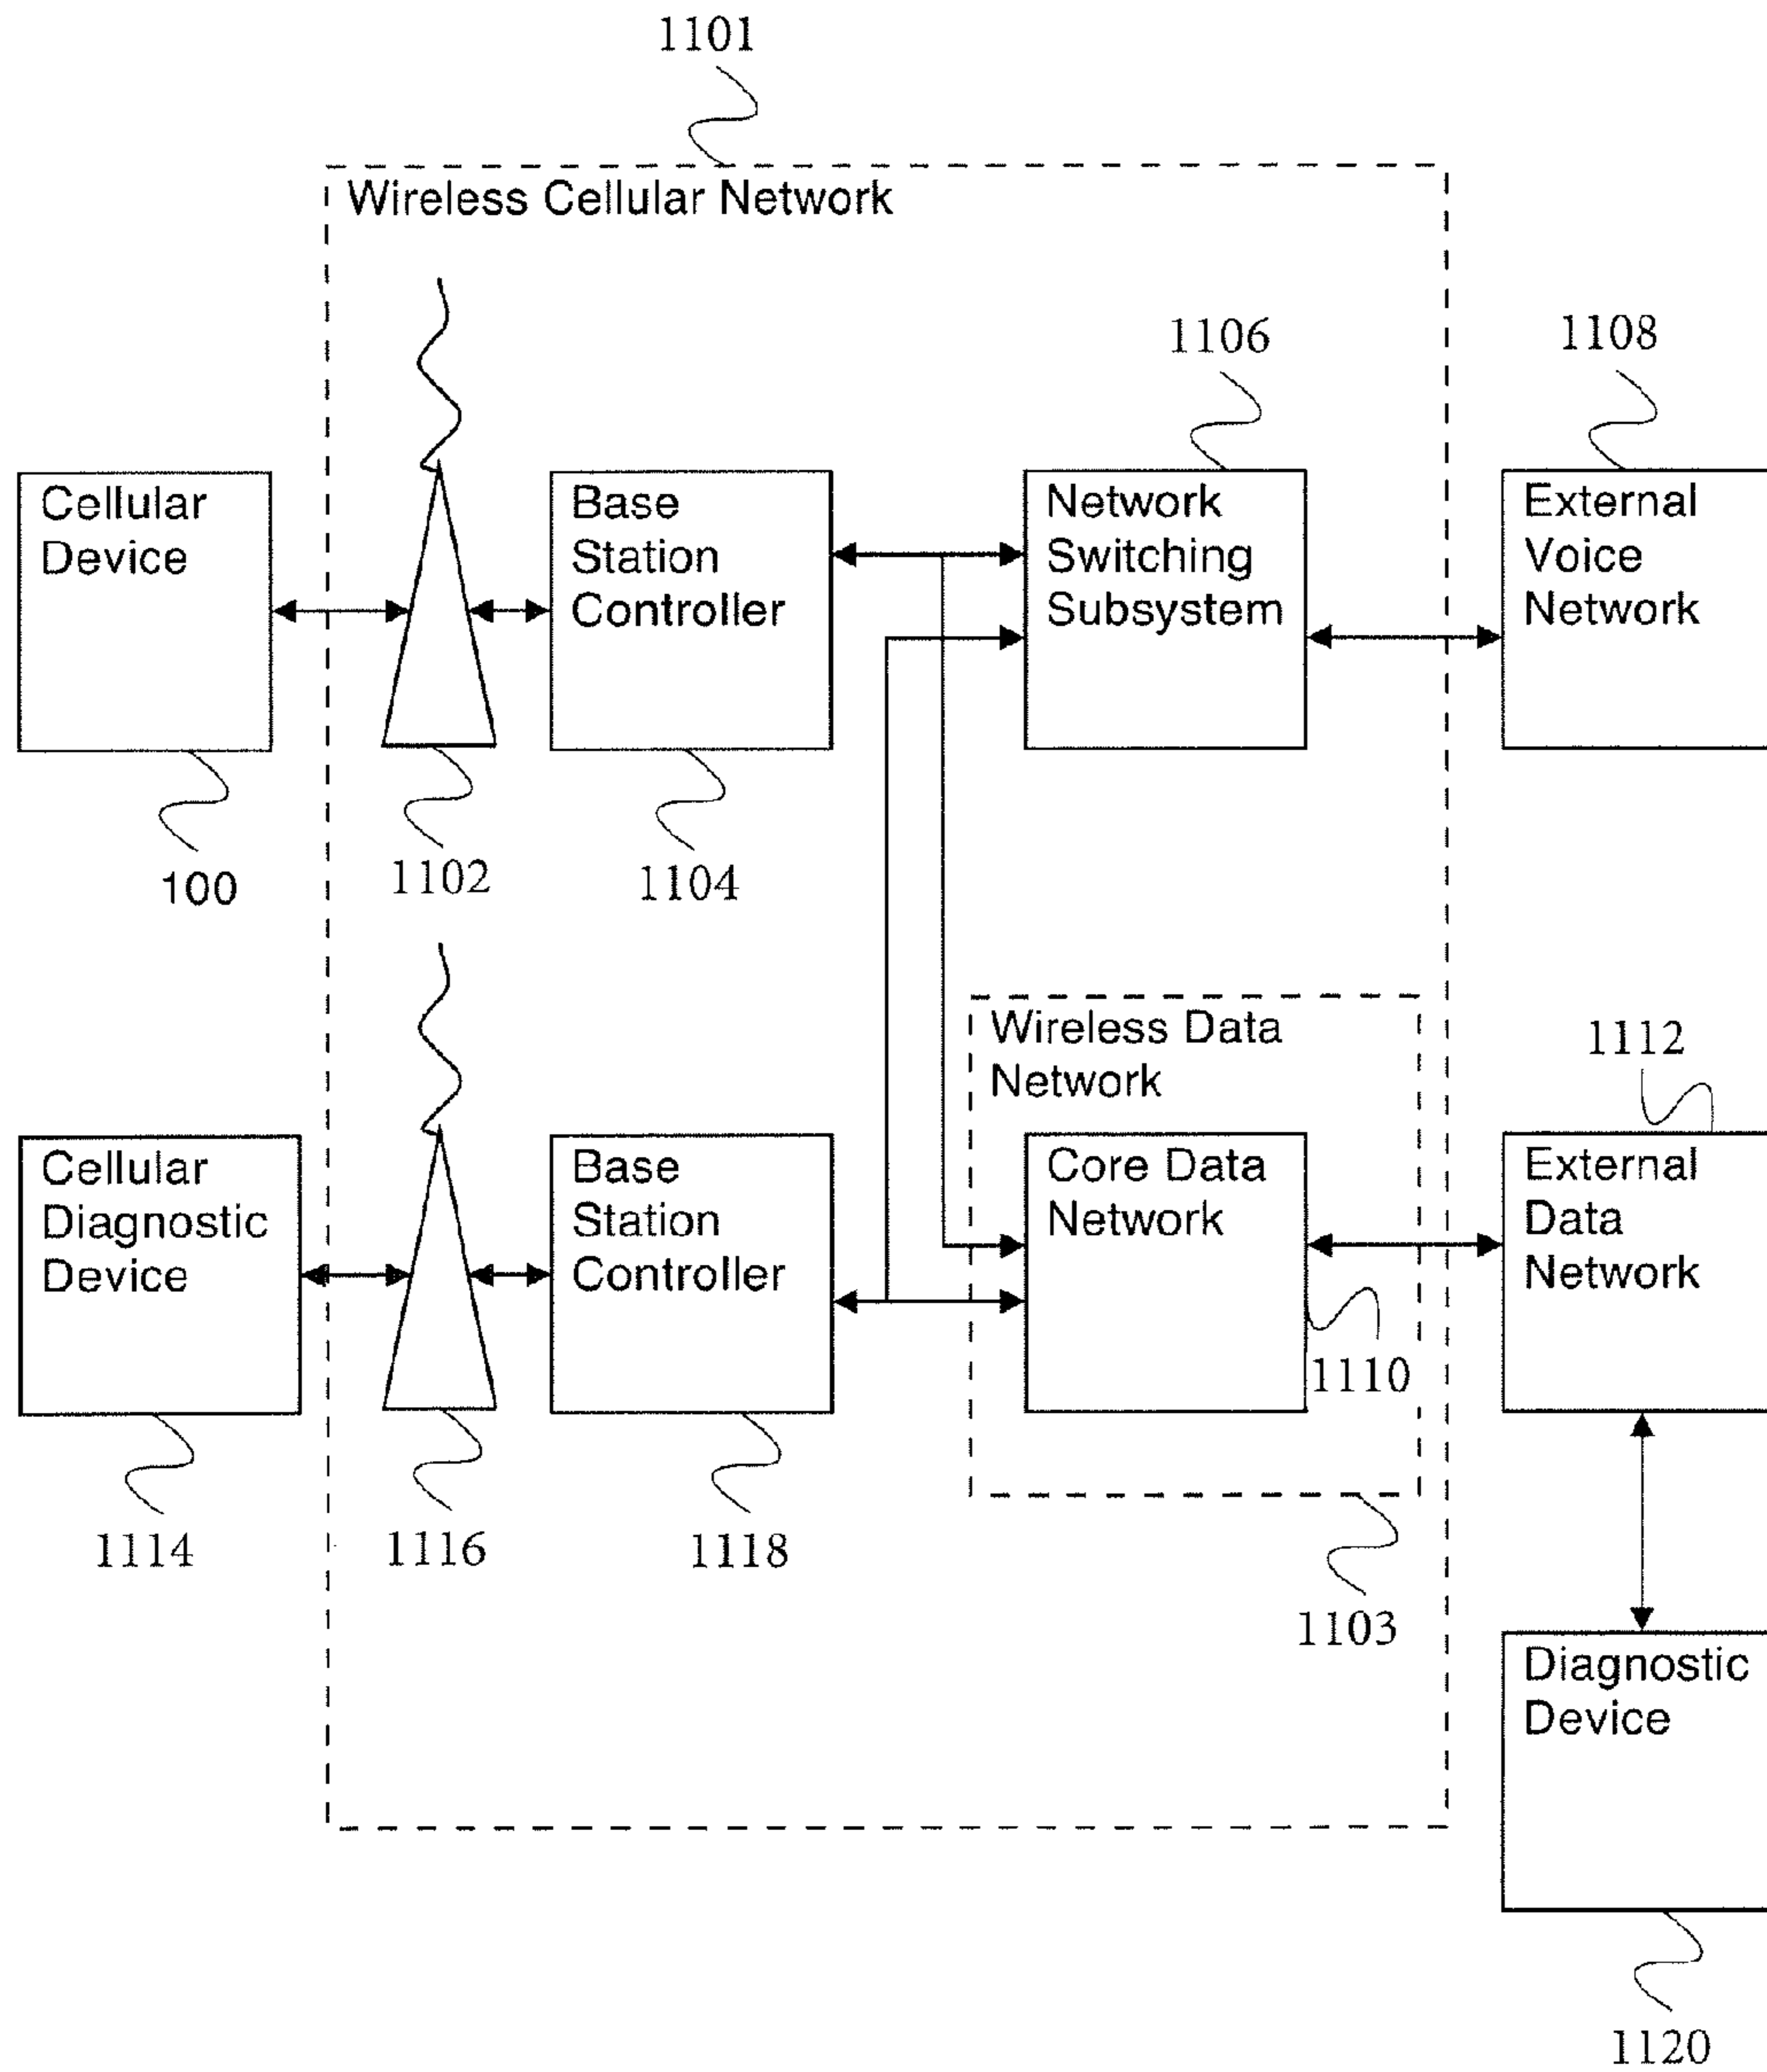 1101
Wireless Cellular Network
1106
1108
Cellular
Device
Base
Station
Controller
Network
Switching
Subsystem
External
Voice
Network
100
1102
1104
Wireless Data
Network
1112
Cellular
Diagnostic
Device
Base
Station
Controller
Core Data
Network
External
Data
Network
1110
1114
1116
1118
1103
Diagnostic
Device
1120